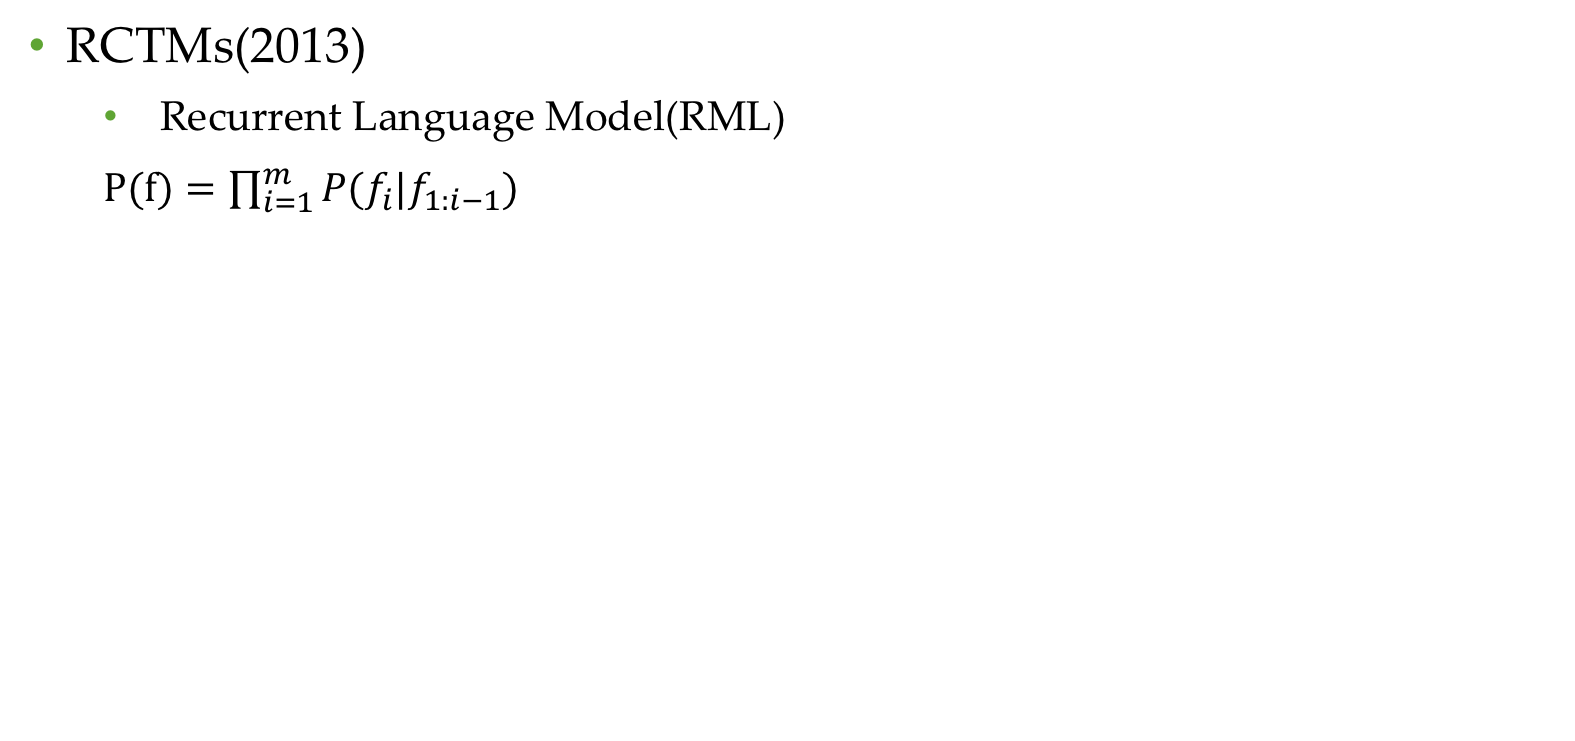 • RCTMs(2013)
• Recurrent Language Model(RML)
P(f) = ∏_{i=1}^{m} P(f_i|f_{1:i−1})